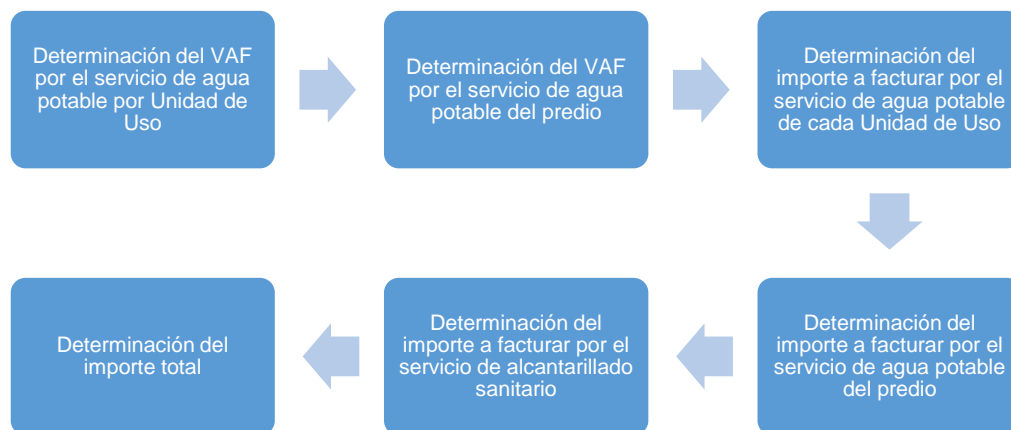 Determinación del VAF
por el servicio de agua
potable por Unidad de
Uso
Determinación del VAF
por el servicio de agua
potable del predio
Determinación del
importe a facturar por el
servicio de agua potable
de cada Unidad de Uso
Determinación del
importe a facturar por el
servicio de agua potable
del predio
Determinación del
importe a facturar por el
servicio de alcantarillado
sanitario
Determinación del
importe total